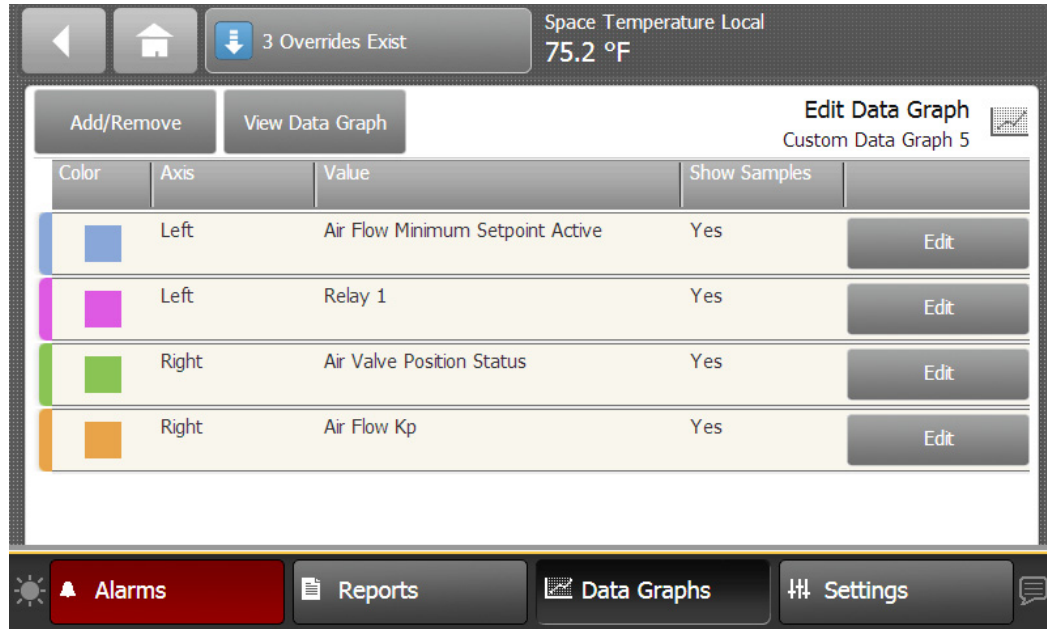 3 Overrides Exist
Space Temperature Local
75.2 °F
Add/Remove
View Data Graph
Edit Data Graph
Custom Data Graph 5
Color Axis Value Show Samples
Left Air Flow Minimum Setpoint Active Yes Edit
Left Relay 1 Yes Edit
Right Air Valve Position Status Yes Edit
Right Air Flow Kp Yes Edit
Alarms Reports Data Graphs Settings